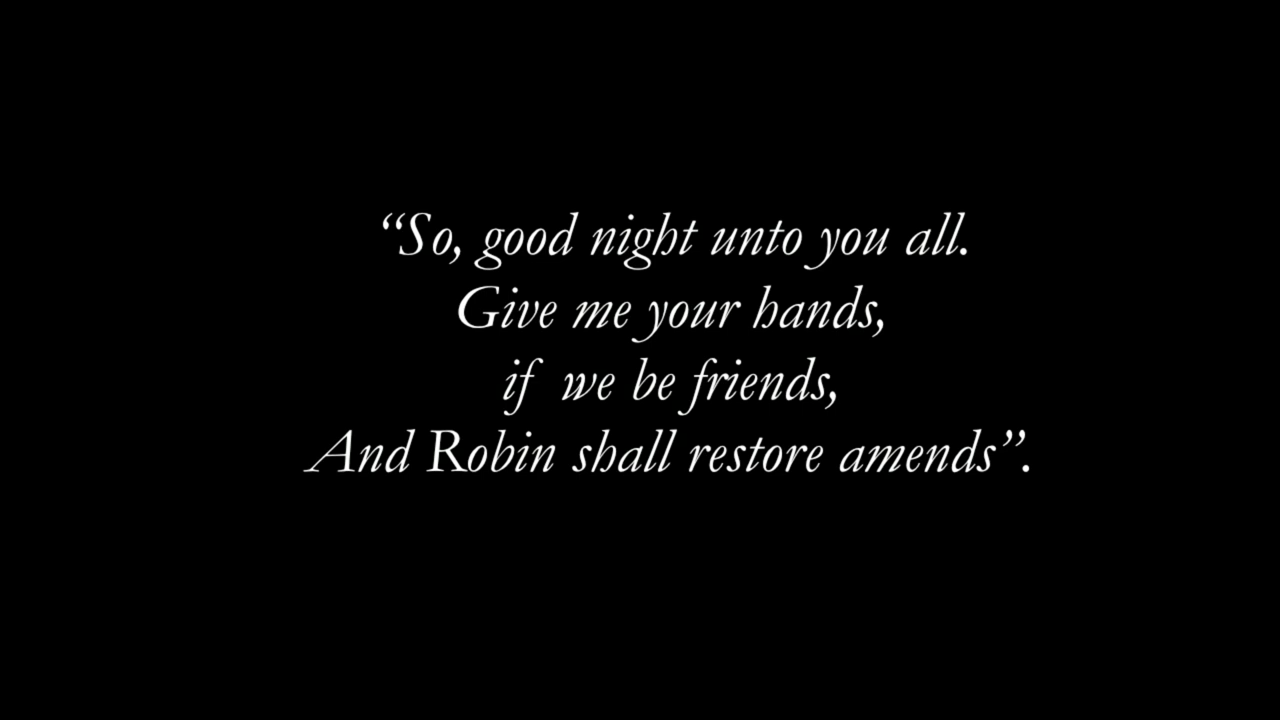 “So, good night unto you all.
Give me your hands,
if we be friends,
And Robin shall restore amends”.